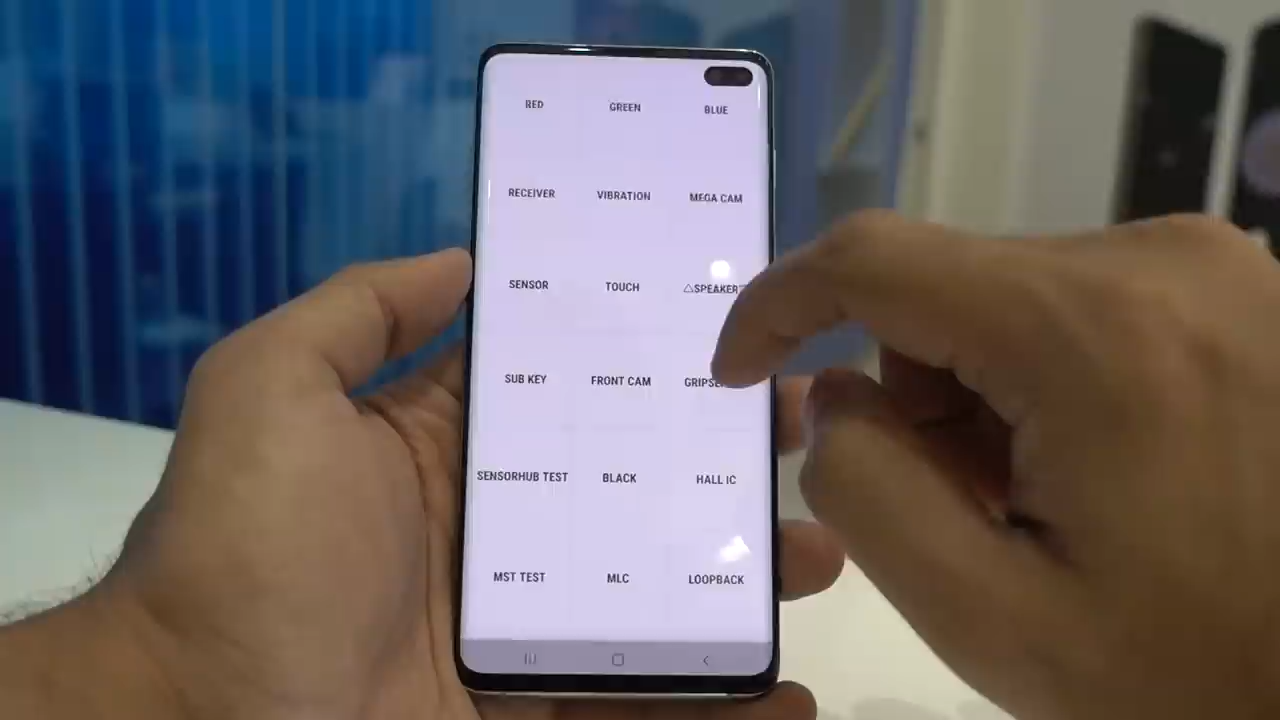 RED GREEN BLUE
RECEIVER VIBRATION MEGA CAM
SENSOR TOUCH △SPEAKER
SUB KEY FRONT CAM
SENSORHUB TEST BLACK HALL IC
MST TEST MLC LOOPBACK